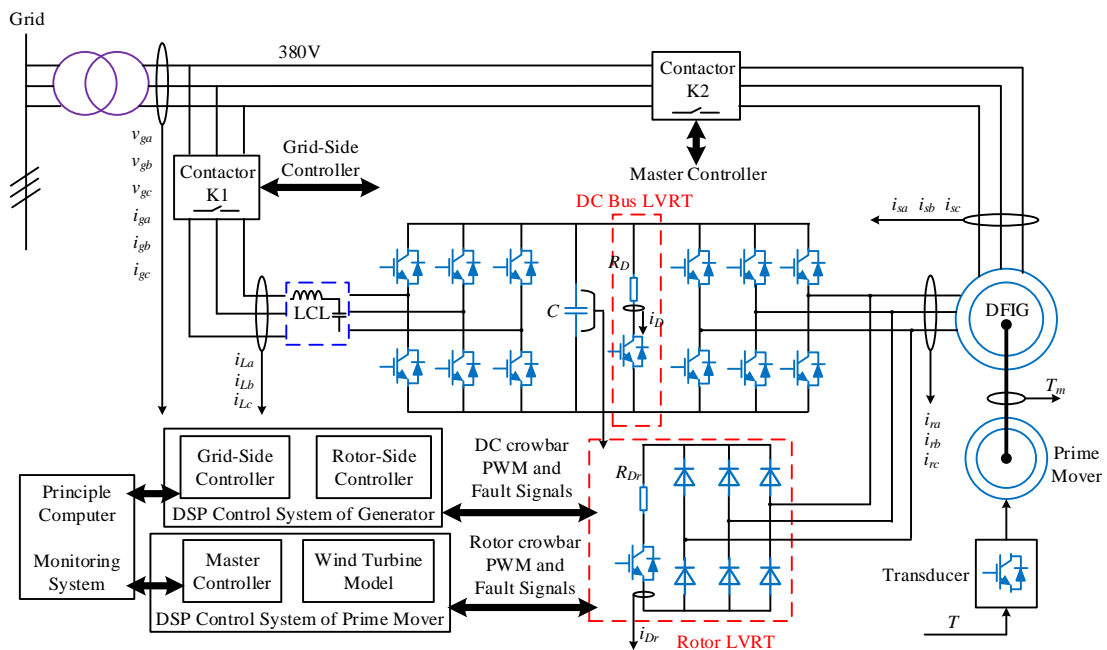 Grid
380V
Contactor
K2
v_ga
v_gb
v_gc
i_ga
i_gb
i_gc
Contactor
K1
Grid-Side
Controller
Master Controller
DC Bus LVRT
i_sa i_sb i_sc
R_D
i_D
C
LCL
DFIG
i_La
i_Lb
i_Lc
T_m
i_ra
i_rb
i_rc
Prime
Mover
Grid-Side
Controller
Rotor-Side
Controller
DSP Control System of Generator
DC crowbar
PWM and
Fault Signals
R_Dr
Principle
Computer
Monitoring
System
Master
Controller
Wind Turbine
Model
DSP Control System of Prime Mover
Rotor crowbar
PWM and
Fault Signals
Transducer
T
i_Dr
Rotor LVRT